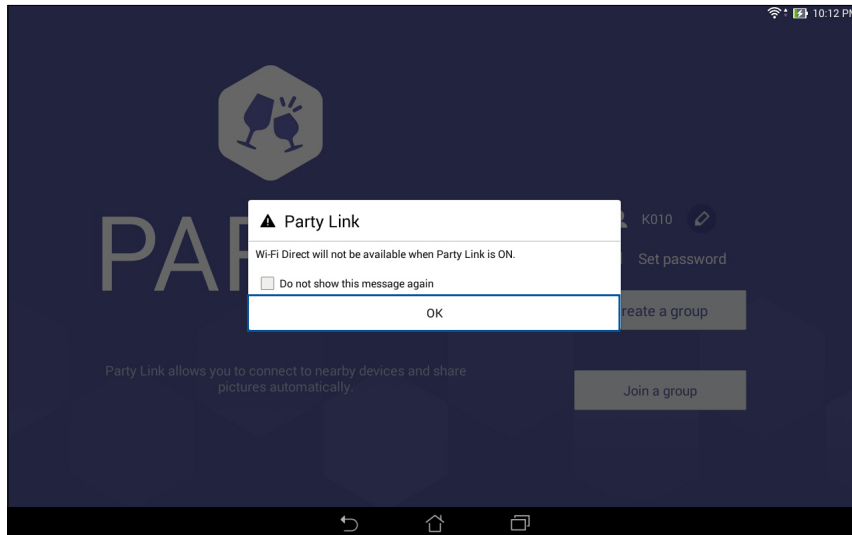 10:12 PM
PA
Party Link
Wi-Fi Direct will not be available when Party Link is ON.
Do not show this message again
OK
K010
Set password
reate a group
Party Link allows you to connect to nearby devices and share
pictures automatically.
Join a group